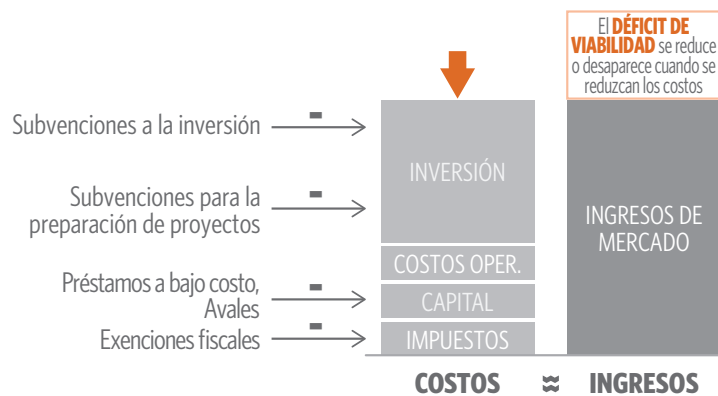 El DÉFICIT DE
VIABILIDAD se reduce
o desaparece cuando se
reduzcan los costos
Subvenciones a la inversión
-
INVERSIÓN
Subvenciones para la
preparación de proyectos
-
INGRESOS DE
MERCADO
COSTOS OPER.
Préstamos a bajo costo,
Avales
-
CAPITAL
Exenciones fiscales
-
IMPUESTOS
COSTOS ≈ INGRESOS